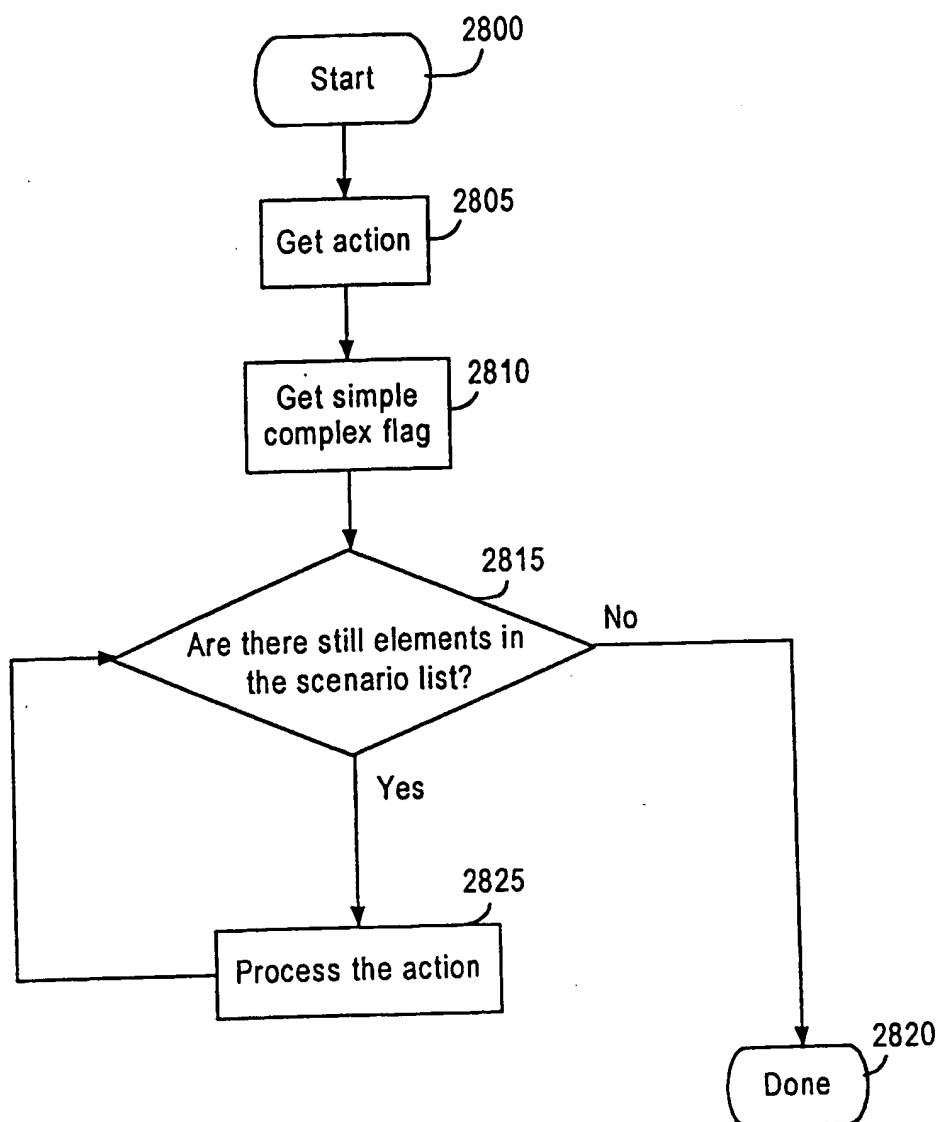 2800
Start
2805
Get action
2810
Get simple
complex flag
2815
Are there still elements in
the scenario list?
No
Yes
2825
Process the action
2820
Done